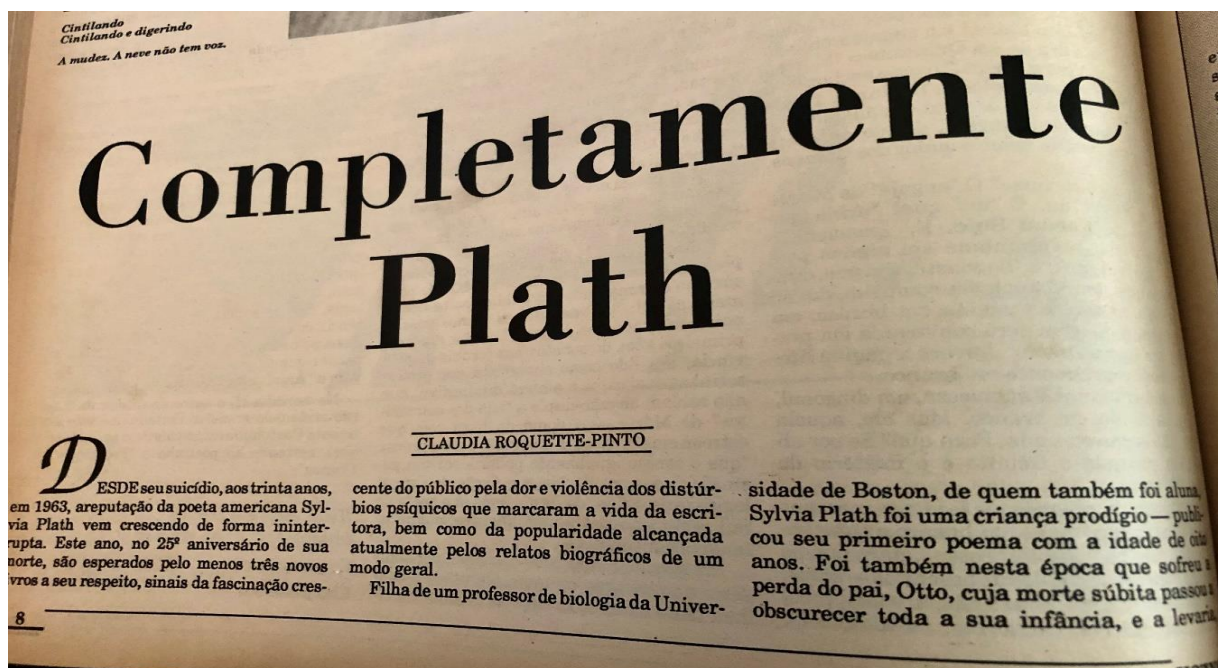 Cintilando
Cintilando e digerindo
A mudez. A neve não tem voz.
Completamente
Plath
CLAUDIA ROQUETTE-PINTO
DESDE seu suicídio, aos trinta anos,
em 1963, areputação da poeta americana Syl-
via Plath vem crescendo de forma ininter-
rupta. Este ano, no 25º aniversário de sua
morte, são esperados pelo menos três novos
livros a seu respeito, sinais da fascinação cres-
cente do público pela dor e violência dos distúr-
bios psíquicos que marcaram a vida da escri-
tora, bem como da popularidade alcançada
atualmente pelos relatos biográficos de um
modo geral.
Filha de um professor de biologia da Univer-
sidade de Boston, de quem também foi aluna,
Sylvia Plath foi uma criança prodígio — publi-
cou seu primeiro poema com a idade de oito
anos. Foi também nesta época que sofreu a
perda do pai, Otto, cuja morte súbita passou a
obscurecer toda a sua infância, e a levaria,
8